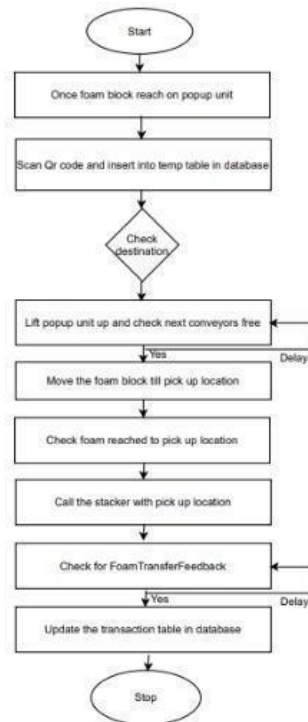 Start
Once foam block reach on popup unit
Scan Qr code and insert into temp table in database
Check
destination
Lift popup unit up and check next conveyors free
Yes
Delay
Move the foam block till pick up location
Check foam reached to pick up location
Call the stacker with pick up location
Check for FoamTransferFeedback
Yes
Delay
Update the transaction table in database
Stop